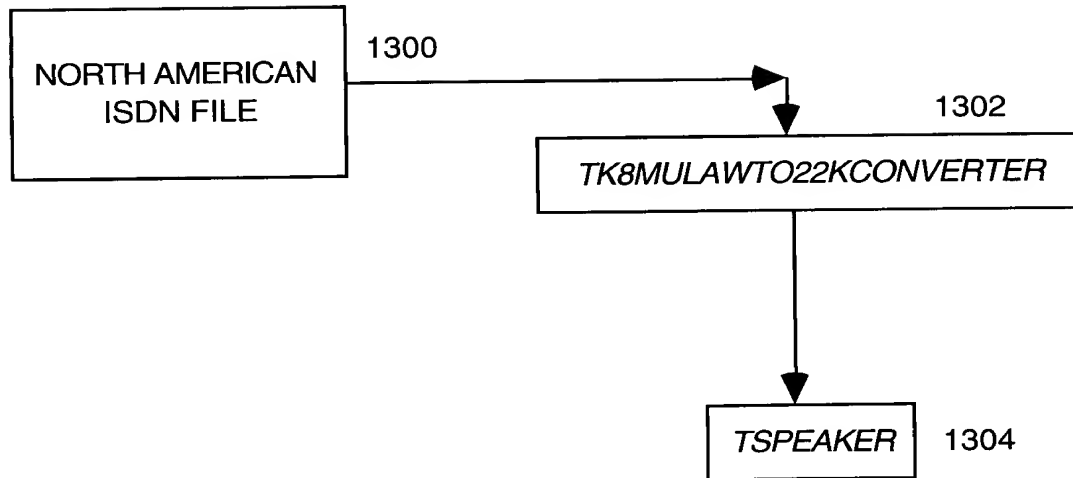 NORTH AMERICAN
ISDN FILE
1300
1302
TK8MULAWTO22KCONVERTER
TSPEAKER
1304